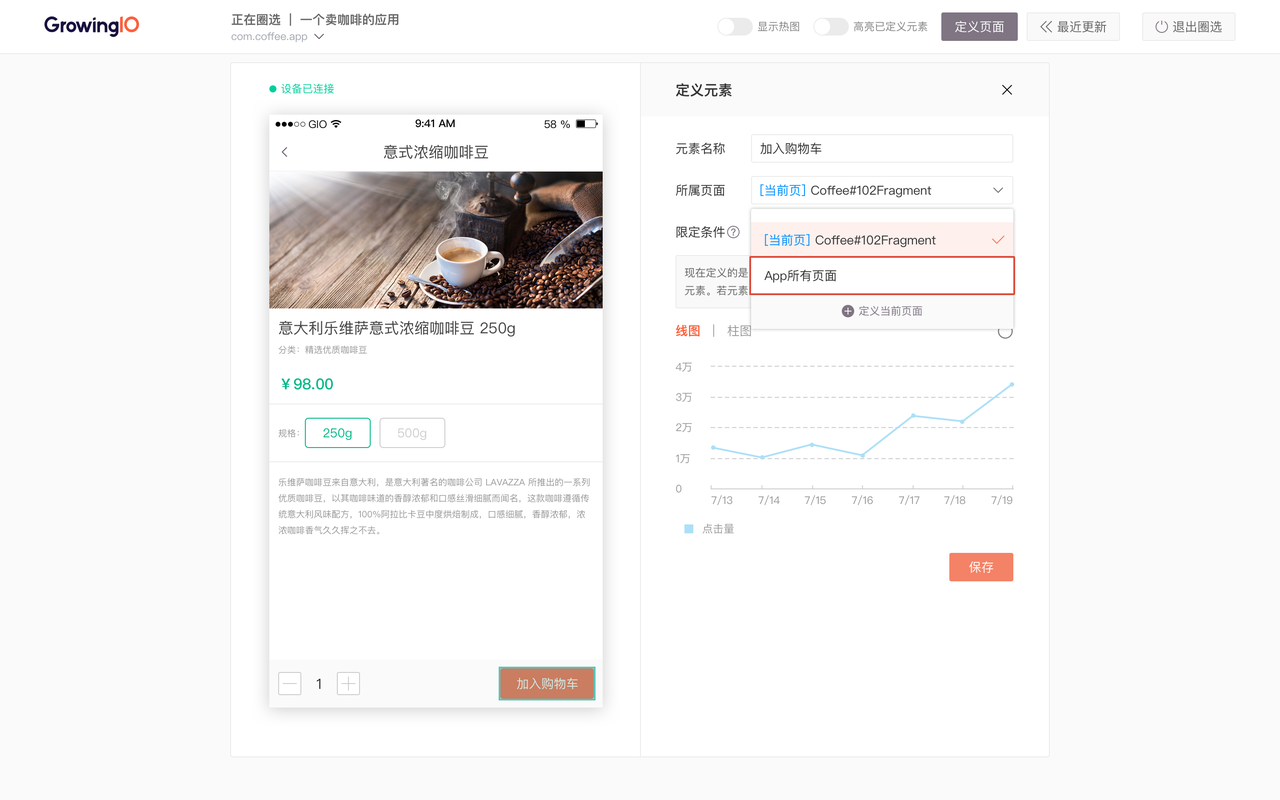 GrowingIO
正在圈选 | 一个卖咖啡的应用
com.coffee.app
显示热图
高亮已定义元素
定义页面
最近更新
退出圈选
设备已连接
GIO
9:41 AM
58 %
意式浓缩咖啡豆
意大利乐维萨意式浓缩咖啡豆 250g
分类：精选优质咖啡豆
￥98.00
规格：
250g
500g
乐维萨咖啡豆来自意大利，是意大利著名的咖啡公司 LAVAZZA 所推出的一系列
优质咖啡豆，以其咖啡味道的香醇浓郁和口感丝滑细腻而闻名，这款咖啡遵循传
统意大利风味配方，100%阿拉比卡豆中度烘焙制成，口感细腻，香醇浓郁，浓
浓咖啡香气久久挥之不去。
1
加入购物车
定义元素
元素名称
加入购物车
所属页面
[当前页] Coffee#102Fragment
限定条件
?
[当前页] Coffee#102Fragment
App所有页面
定义当前页面
现在定义的是
元素。若元素
线图 | 柱图
4万
3万
2万
1万
0
7/13
7/14
7/15
7/16
7/17
7/18
7/19
点击量
保存